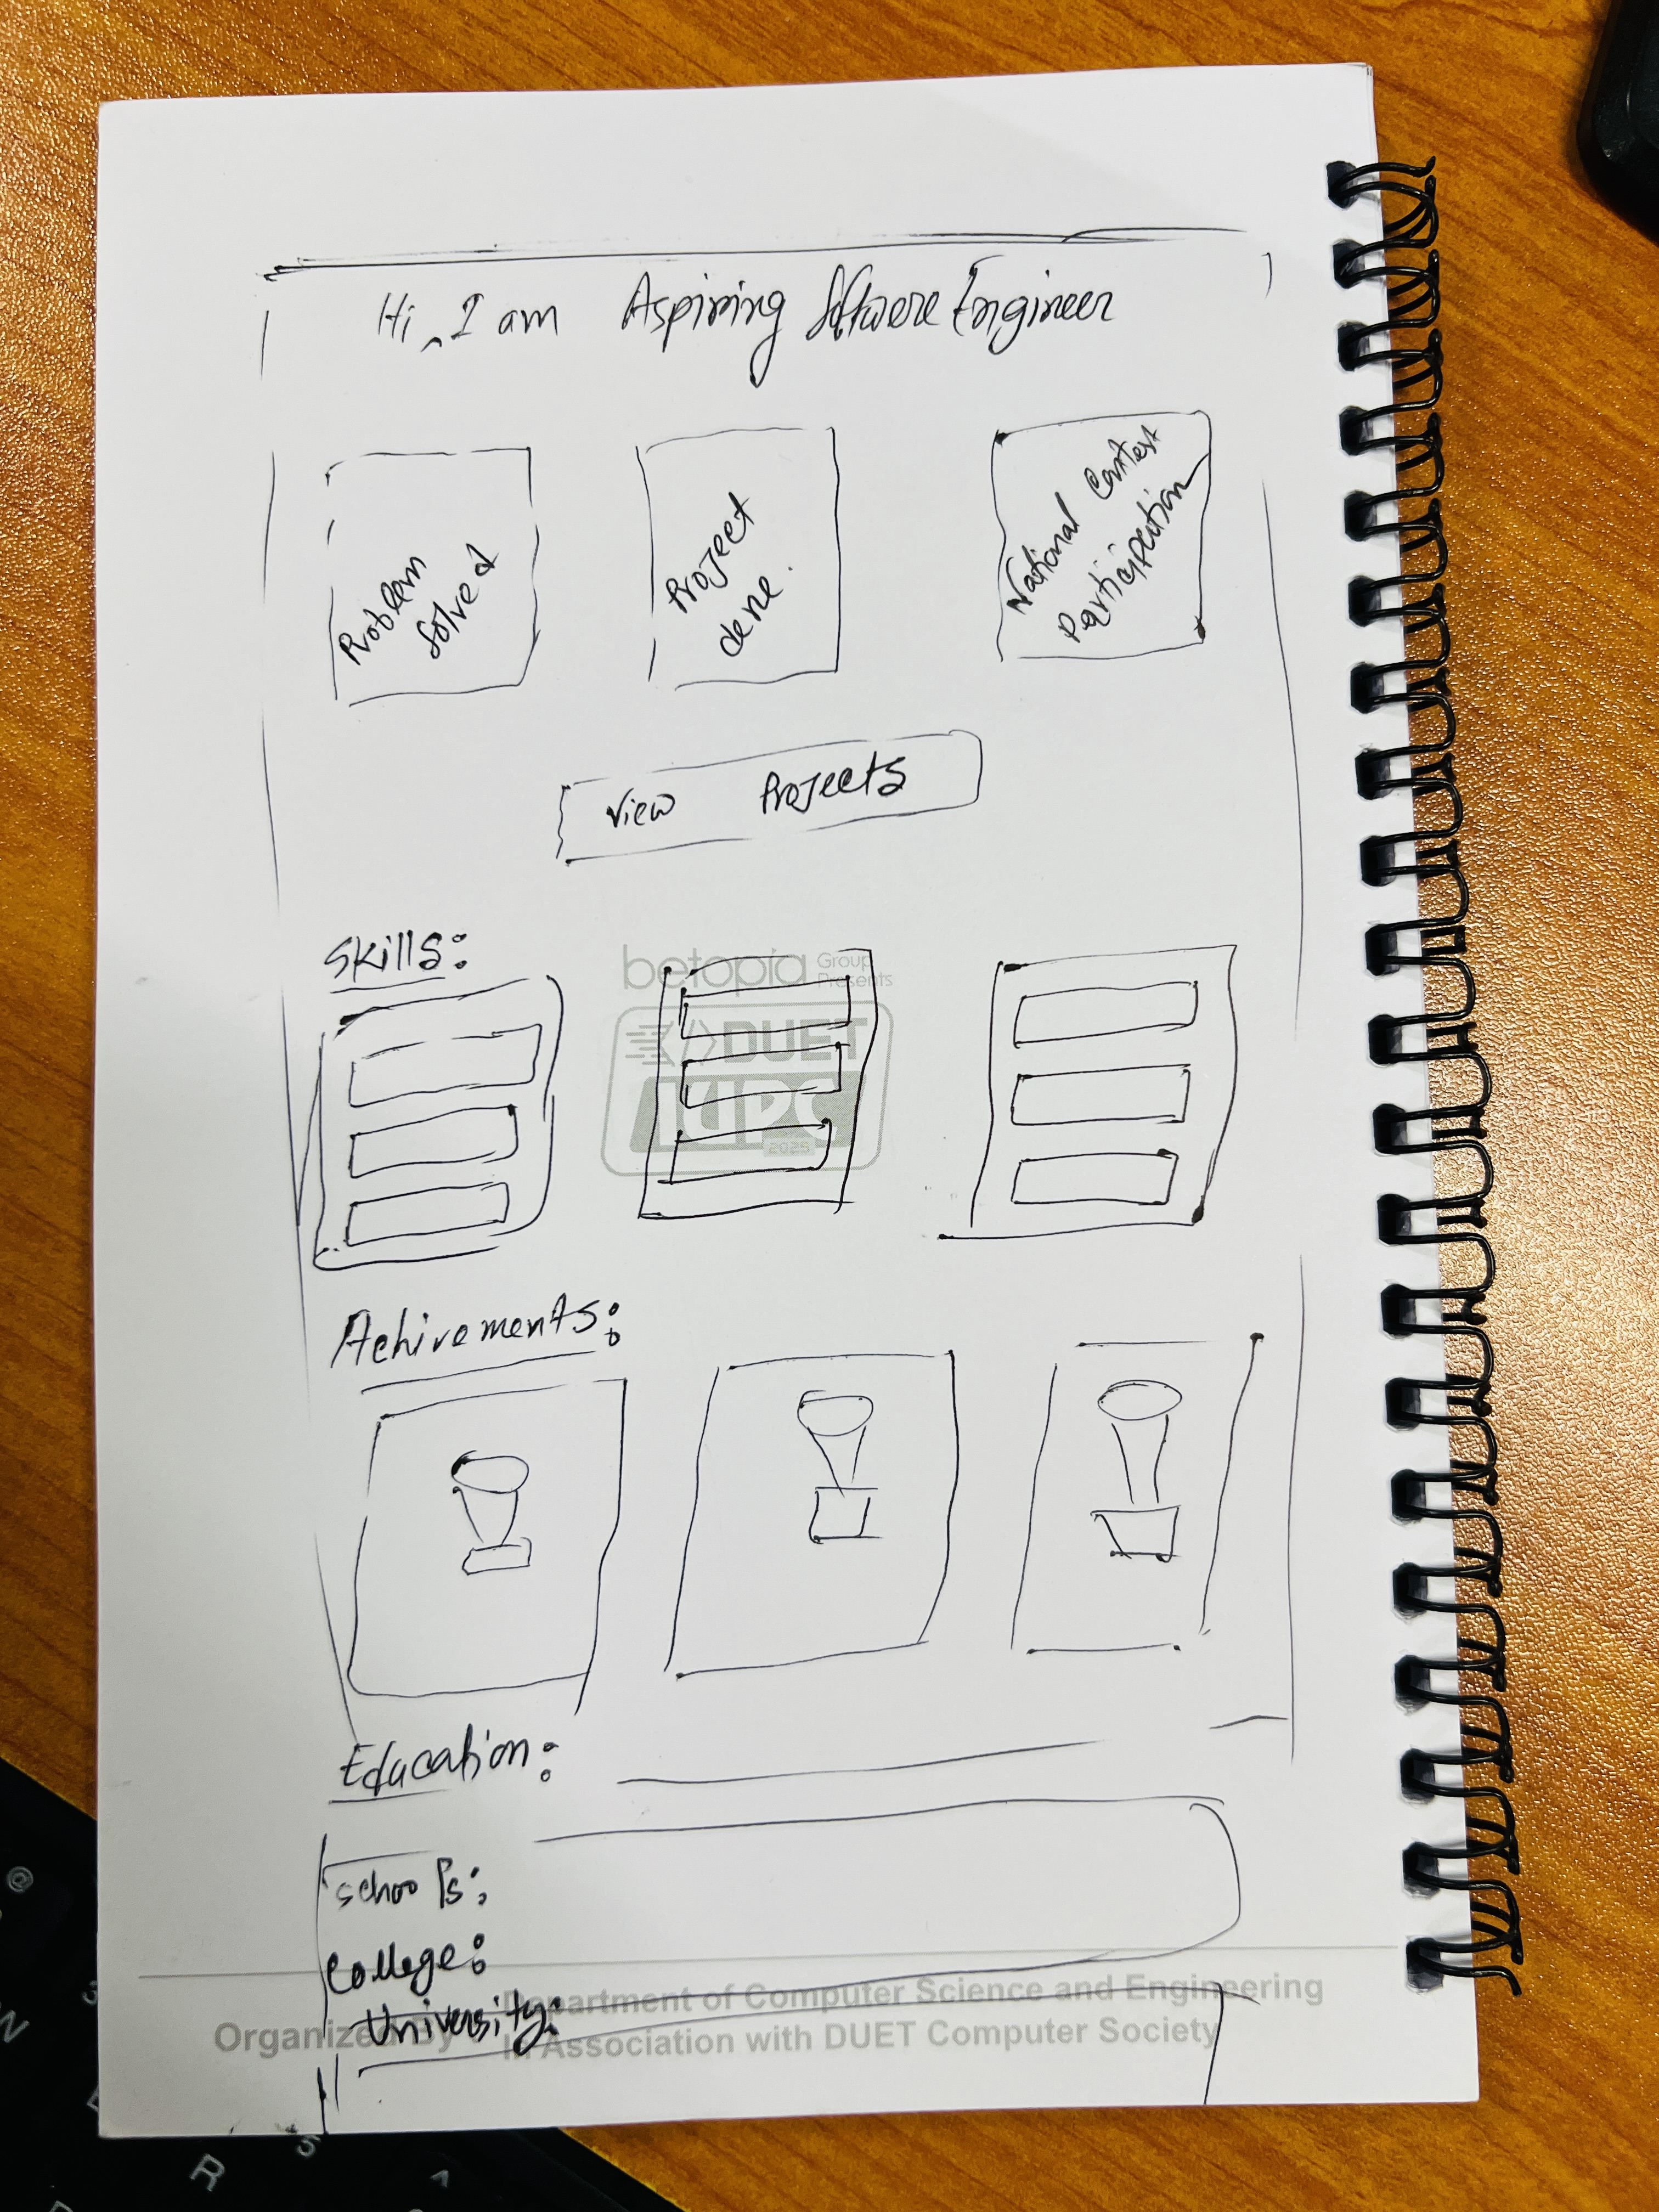 Hi, I am Aspiring Software Engineer
Problem
Solved
Project
done.
National Contest
Participation
View Projects
Skills:
betopia Group
Presents
</> DUET
IUPC
2025
Achivements:
Education:
Schools:
College:
University:
Department of Computer Science and Engineering
Organized By
In Association with DUET Computer Society
@
3
N
R
S